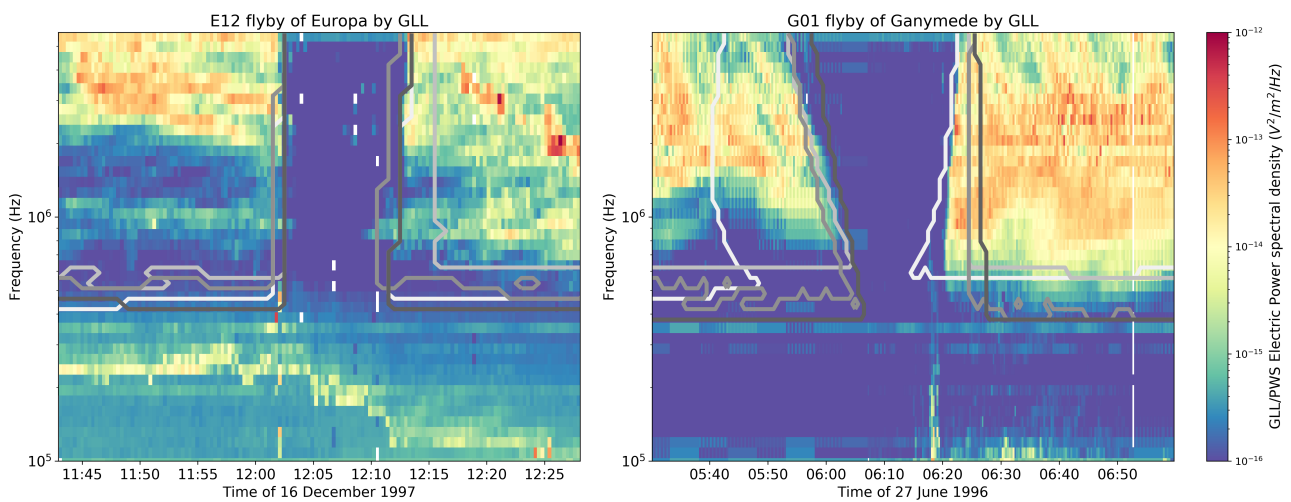 E12 flyby of Europa by GLL
Frequency (Hz)
10^6
10^5
11:45 11:50 11:55 12:00 12:05 12:10 12:15 12:20 12:25
Time of 16 December 1997
G01 flyby of Ganymede by GLL
Frequency (Hz)
10^6
10^5
05:40 05:50 06:00 06:10 06:20 06:30 06:40 06:50
Time of 27 June 1996
10^-12
10^-13
10^-14
10^-15
10^-16
GLL/PWS Electric Power spectral density (V^2/m^2/Hz)